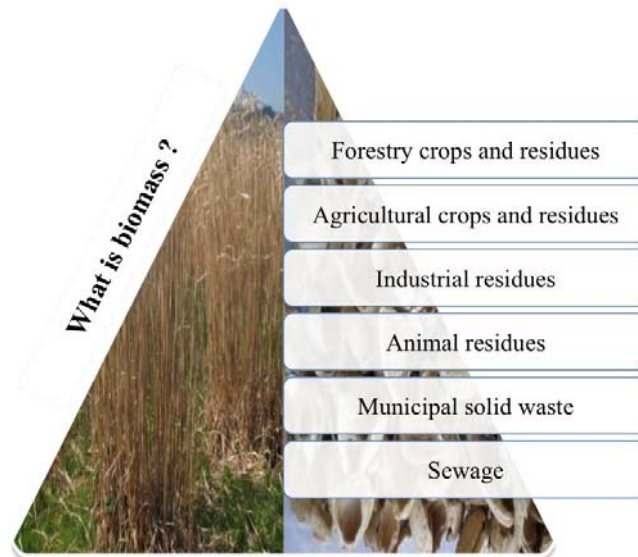 What is biomass ?
Forestry crops and residues
Agricultural crops and residues
Industrial residues
Animal residues
Municipal solid waste
Sewage